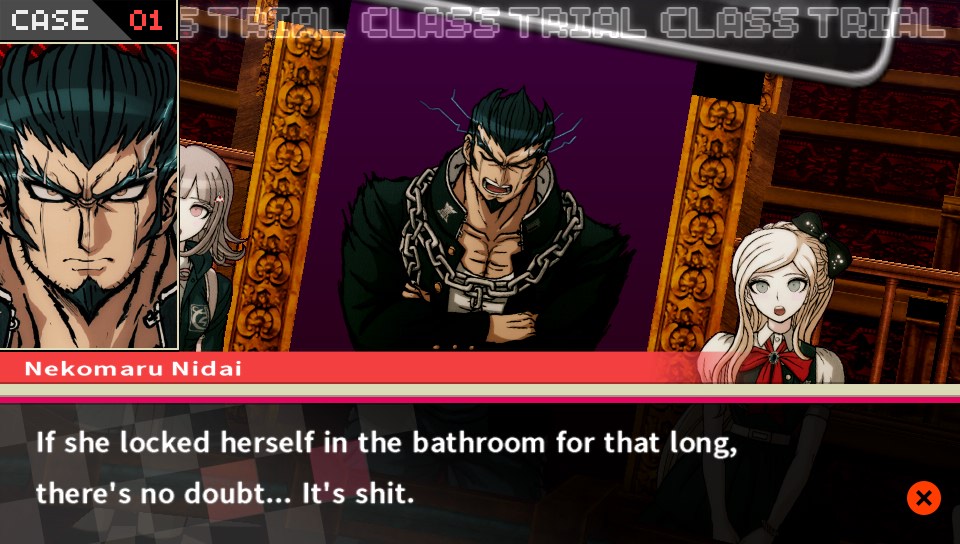 CASE 01
S TRIAL CLASS TRIAL CLASS TRIAL
Nekomaru Nidai
If she locked herself in the bathroom for that long,
there's no doubt... It's shit.